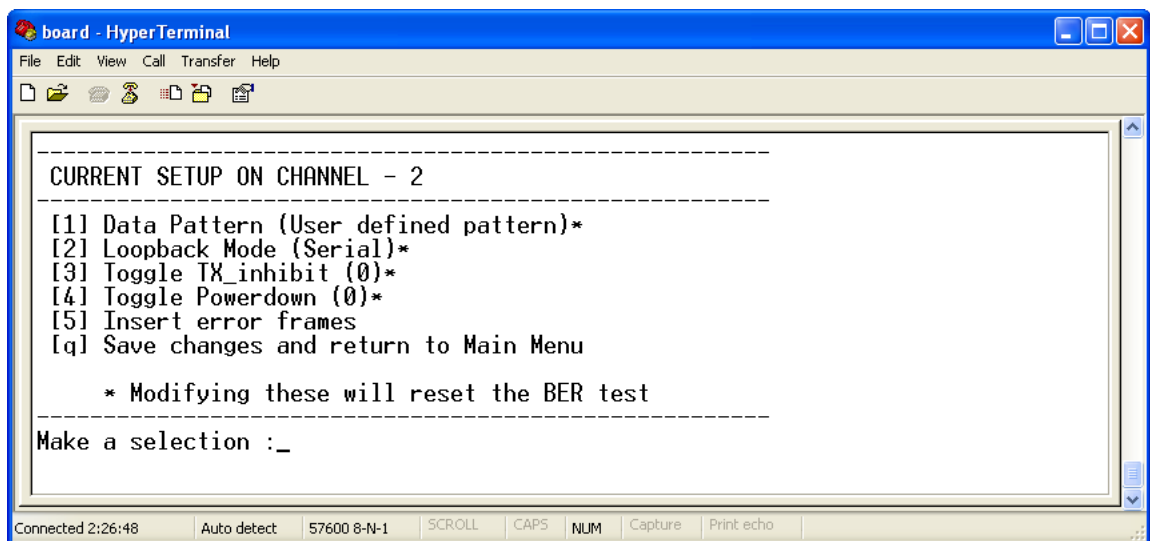 board - HyperTerminal
File Edit View Call Transfer Help
CURRENT SETUP ON CHANNEL - 2
[1] Data Pattern (User defined pattern)*
[2] Loopback Mode (Serial)*
[3] Toggle TX_inhibit (0)*
[4] Toggle Powerdown (0)*
[5] Insert error frames
[q] Save changes and return to Main Menu
* Modifying these will reset the BER test
Make a selection :_
Connected 2:26:48 Auto detect 57600 8-N-1 SCROLL CAPS NUM Capture Print echo